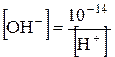 [OH⁻] = 10⁻¹⁴ / [H⁺]